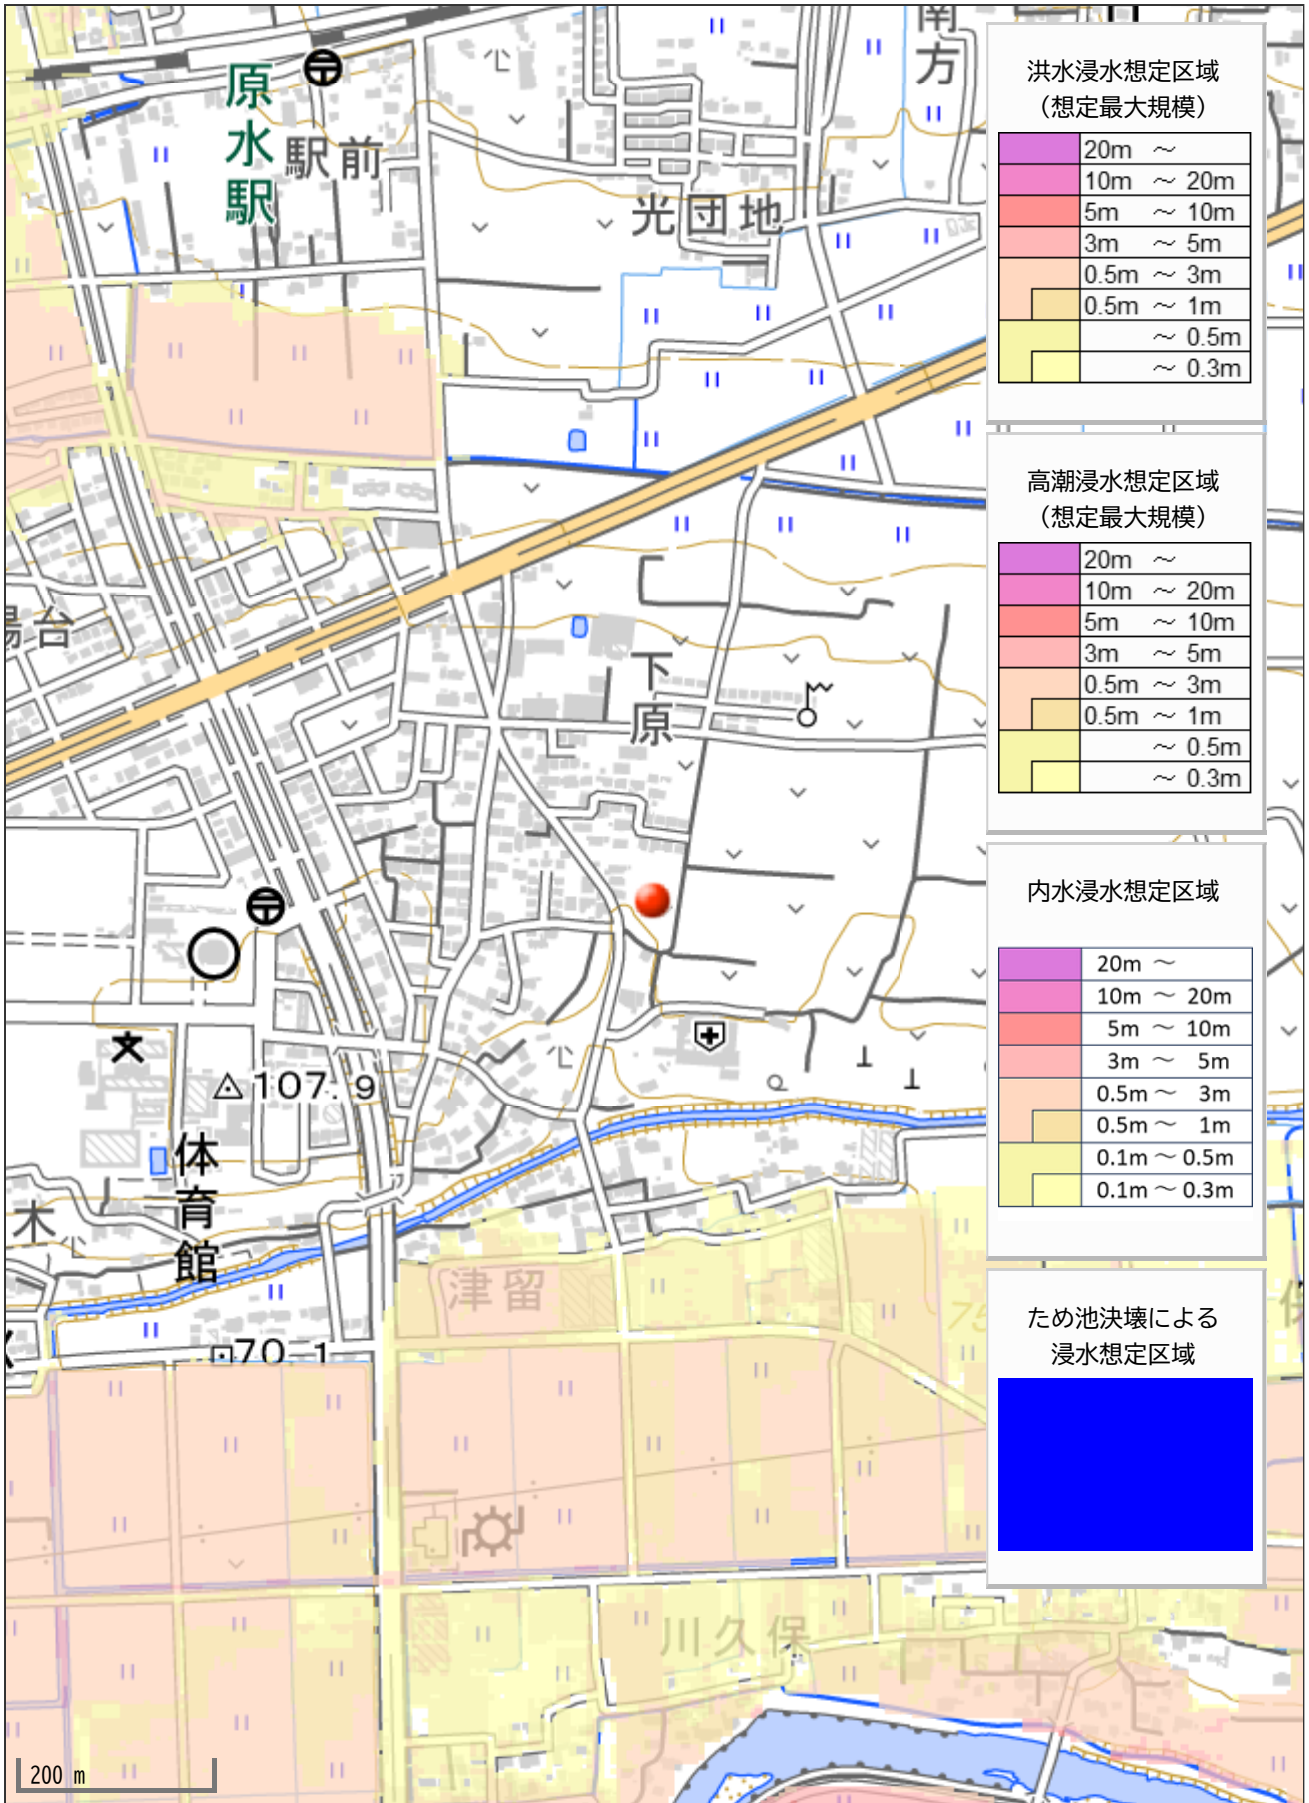 原水駅
駅前
光団地
南方
陽台
下原
107.9
体育館
木
70.1
津留
75
川久保
保
200 m
洪水浸水想定区域
（想定最大規模）
20m ～
10m ～ 20m
5m ～ 10m
3m ～ 5m
0.5m ～ 3m
0.5m ～ 1m
～ 0.5m
～ 0.3m
高潮浸水想定区域
（想定最大規模）
20m ～
10m ～ 20m
5m ～ 10m
3m ～ 5m
0.5m ～ 3m
0.5m ～ 1m
～ 0.5m
～ 0.3m
内水浸水想定区域
20m ～
10m ～ 20m
5m ～ 10m
3m ～ 5m
0.5m ～ 3m
0.5m ～ 1m
0.1m ～ 0.5m
0.1m ～ 0.3m
ため池決壊による
浸水想定区域